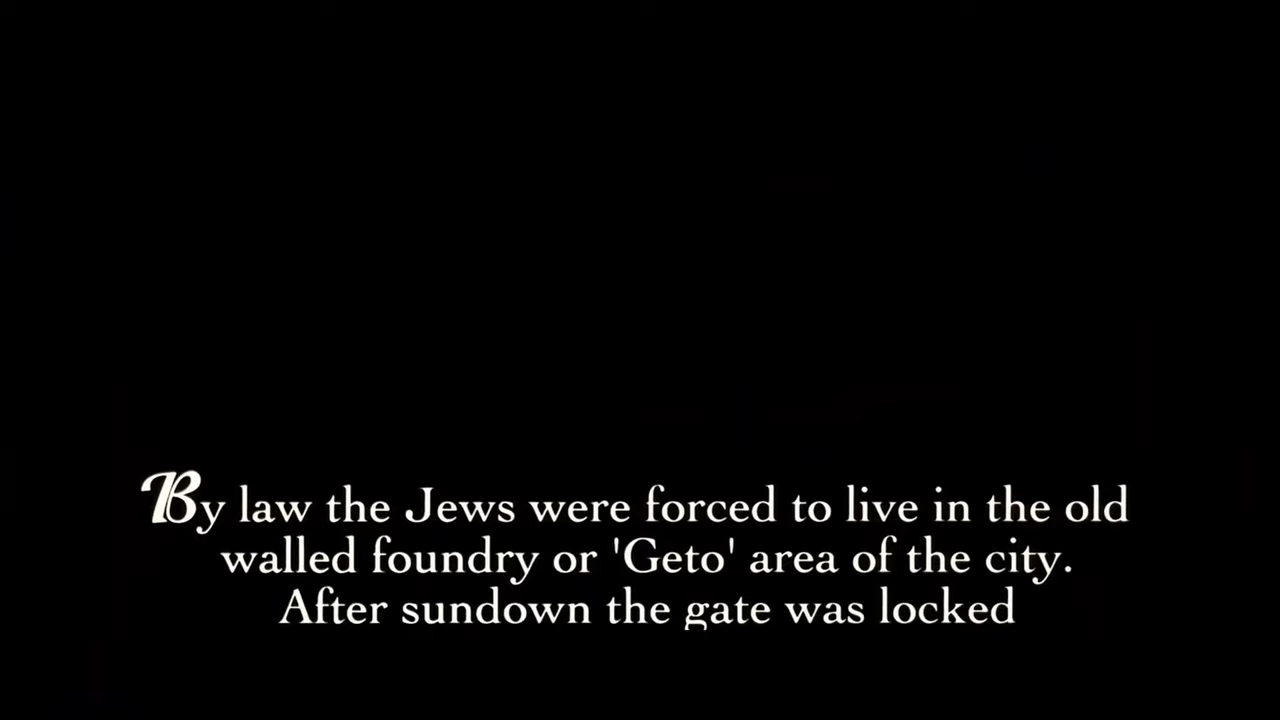 By law the Jews were forced to live in the old
walled foundry or 'Geto' area of the city.
After sundown the gate was locked